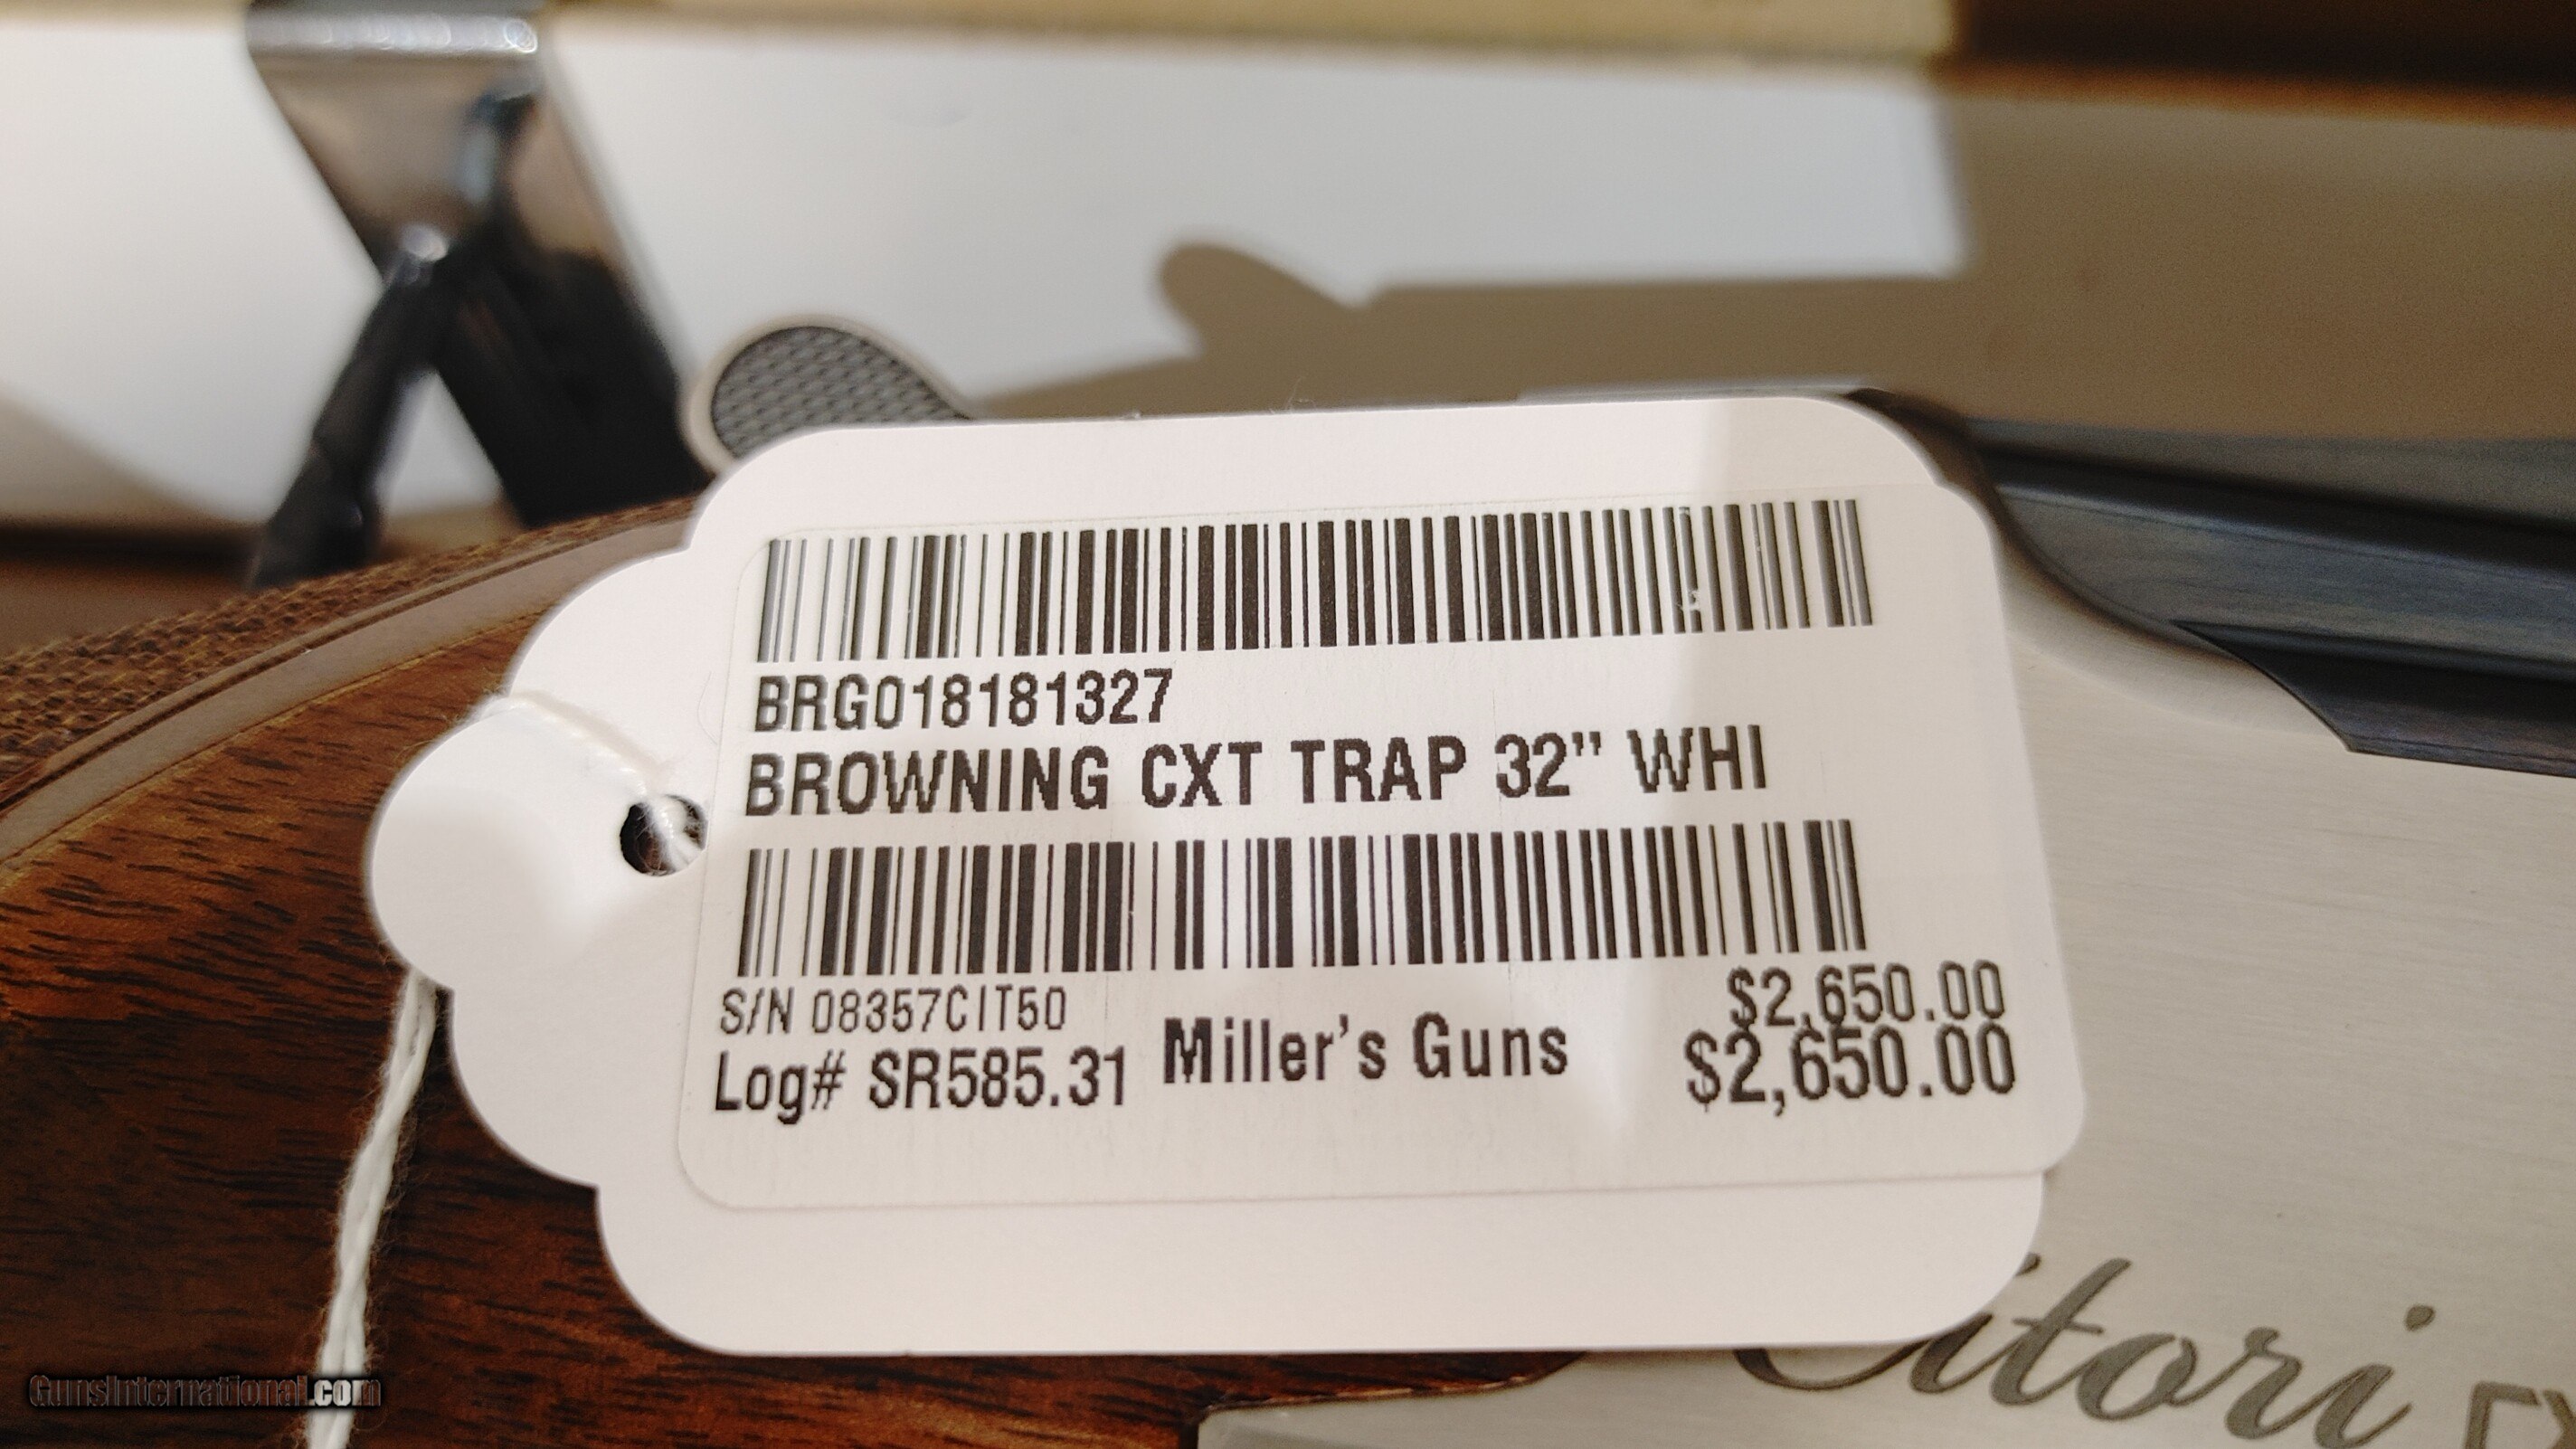 BRG018181327
BROWNING CXT TRAP 32” WHI
S/N 08357CIT50
$2,650.00
Log# SR585.31 Miller's Guns $2,650.00
Citori
GunsInternational.com